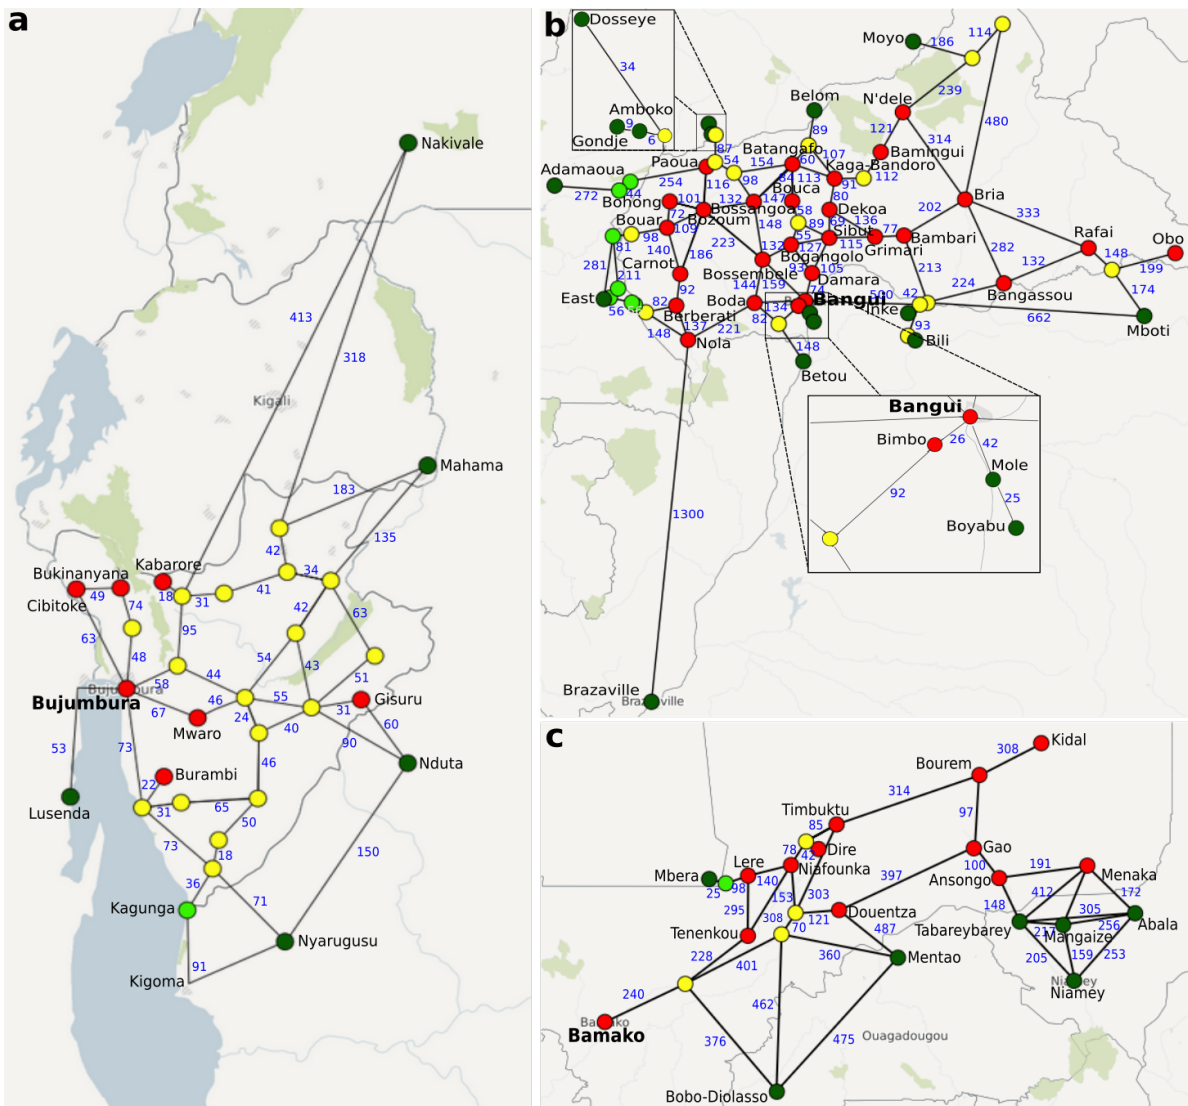 a
Nakivale
413
318
Kigali
Mahama
183
135
42
34
Kabarore
Bukinanyana
49
18
31
41
Cibitoke
74
42
63
63
95
48
54
43
Bujumbura
58
44
51
Bujumbura
46
55
31
Gisuru
67
24
60
Mwaro
40
90
53
73
46
Nduta
22
Burambi
Lusenda
31
65
50
73
18
150
36
71
Kagunga
Nyarugusu
91
Kigoma
b
Dosseye
34
Amboko
9
6
Gondje
Moyo
186
114
239
Belom
N'dele
480
89
121
314
87
Batangafo
107
Bamingui
Adamaoua
Paoua
54
154
60
Kaga-Bandoro
272
44
254
116
98
84
113
91
112
Bouca
80
Bria
Bohong
101
132
147
Dekoa
202
333
Bouar
72
Bossangoa
58
89
69
136
77
Bozoum
98
109
148
Sibut
Bambari
Rafai
Obo
81
140
223
132
55
127
115
Grimari
282
132
148
281
211
Carnot
186
Bogangolo
213
199
Bossembele
93
105
Damara
224
174
92
144
159
74
500
42
Bangassou
East
56
82
Boda
Bangui
Inke
662
Mboti
Berberati
134
82
93
148
137
221
Bili
Nola
148
Betou
Bangui
Bimbo
26
42
Mole
92
25
Boyabu
1300
Brazaville
Brazzaville
c
308
Kidal
Bourem
314
Timbuktu
97
85
78
42
Dire
Gao
Lere
Niafounka
100
191
Mbera
397
Ansongo
Menaka
25
98
140
153
303
412
172
295
148
308
121
Douentza
305
70
487
Tabareybarey
217
256
Abala
Tenenkou
Mangaize
228
401
360
Mentao
205
159
253
240
Niamey
Niamey
462
Bamako
Bamako
376
475
Ouagadougou
Bobo-Diolasso